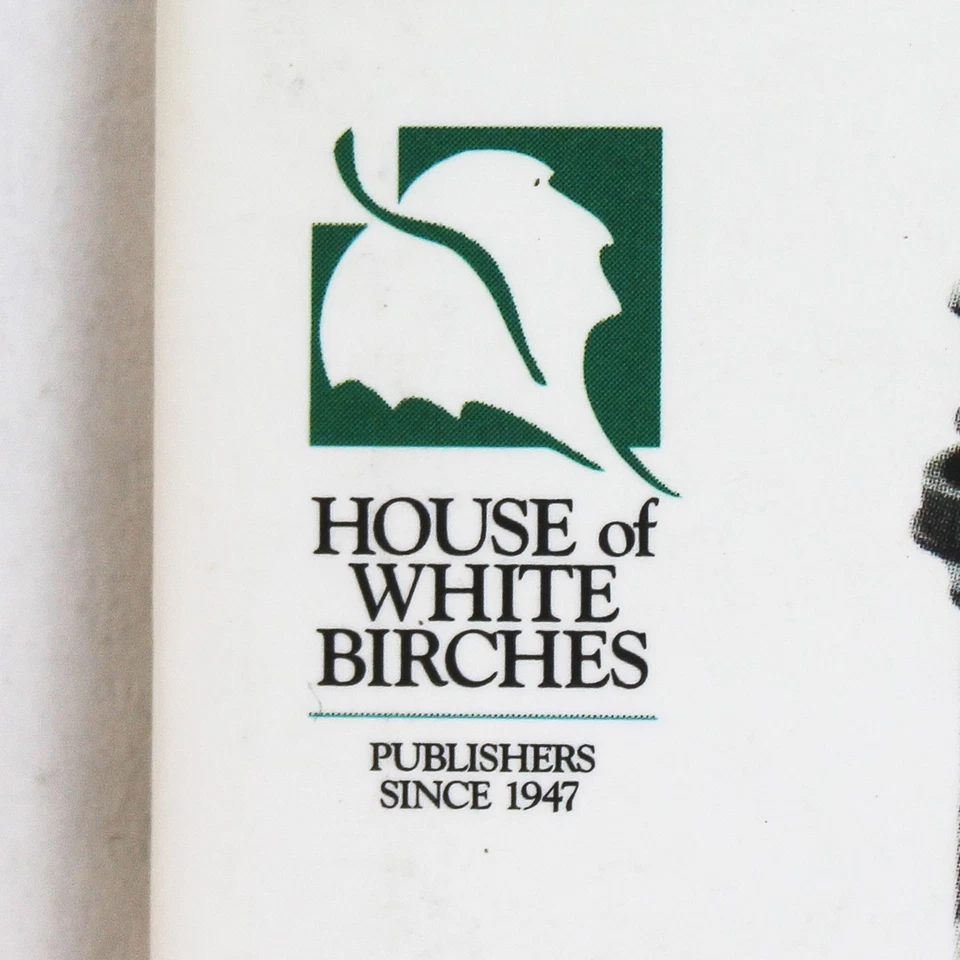 HOUSE of
WHITE
BIRCHES
PUBLISHERS
SINCE 1947